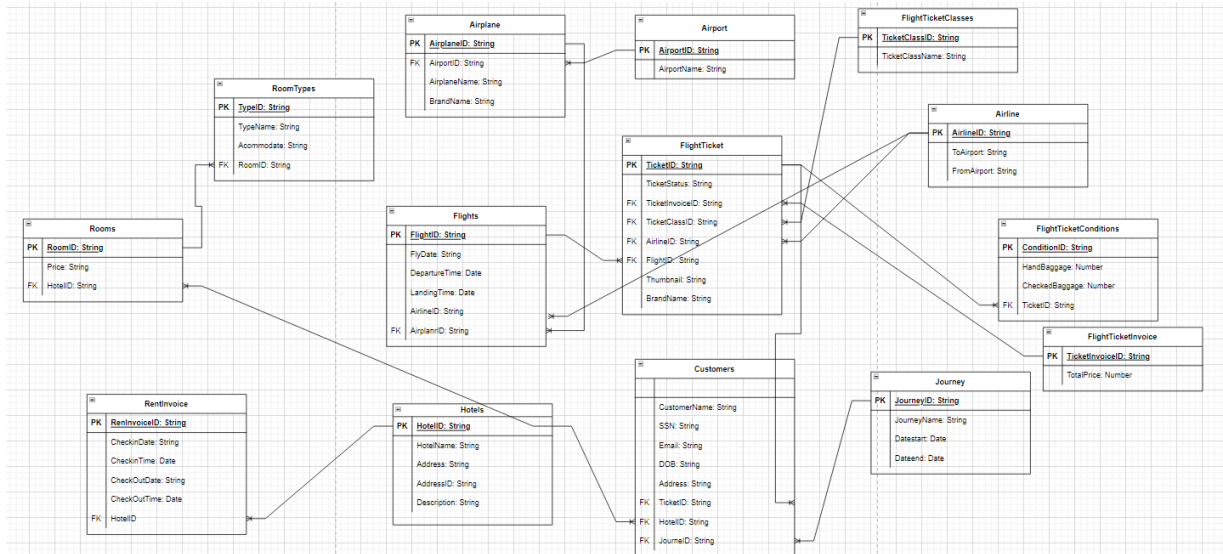 Airplane
PK AirplaneID: String
FK AirportID: String
AirplaneName: String
BrandName: String
Airport
PK AirportID: String
AirportName: String
FlightTicketClasses
PK TicketClassID: String
TicketClassName: String
RoomTypes
PK TypeID: String
TypeName: String
Acommodate: String
FK RoomID: String
Airline
PK AirlineID: String
ToAirport: String
FromAirport: String
FlightTicket
PK TicketID: String
TicketStatus: String
FK TicketInvoiceID: String
FK TicketClassID: String
FK AirlineID: String
FK FlightID: String
Thumbnail: String
BrandName: String
Rooms
PK RoomID: String
Price: String
FK HotelID: String
Flights
PK FlightID: String
FlyDate: String
DepartureTime: Date
LandingTime: Date
AirlineID: String
FK AirplanrID: String
FlightTicketConditions
PK ConditionID: String
HandBaggage: Number
CheckedBaggage: Number
FK TicketID: String
FlightTicketInvoice
PK TicketInvoiceID: String
TotalPrice: Number
Customers
CustomerName: String
SSN: String
Email: String
DOB: String
Address: String
FK TicketID: String
FK HotelID: String
FK JourneID: String
Journey
PK JourneyID: String
JourneyName: String
Datestart: Date
Dateend: Date
RentInvoice
PK RenInvoiceID: String
CheckinDate: String
CheckinTime: Date
CheckOutDate: String
CheckOutTime: Date
FK HotelID
Hotels
PK HotelID: String
HotelName: String
Address: String
AddressID: String
Description: String